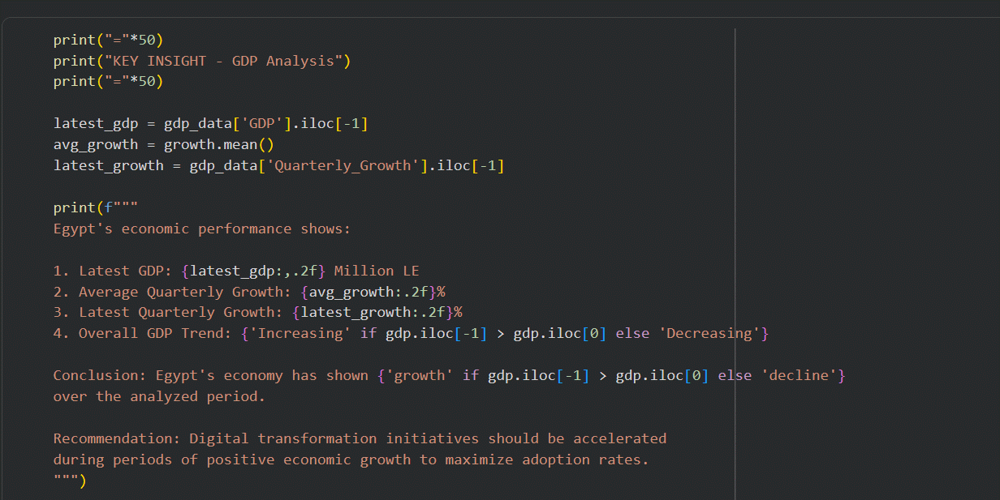 print("="*50)
print("KEY INSIGHT - GDP Analysis")
print("="*50)

latest_gdp = gdp_data['GDP'].iloc[-1]
avg_growth = growth.mean()
latest_growth = gdp_data['Quarterly_Growth'].iloc[-1]

print(f"""
Egypt's economic performance shows:

1. Latest GDP: {latest_gdp:,.2f} Million LE
2. Average Quarterly Growth: {avg_growth:.2f}%
3. Latest Quarterly Growth: {latest_growth:.2f}%
4. Overall GDP Trend: {'Increasing' if gdp.iloc[-1] > gdp.iloc[0] else 'Decreasing'}

Conclusion: Egypt's economy has shown {'growth' if gdp.iloc[-1] > gdp.iloc[0] else 'decline'}
over the analyzed period.

Recommendation: Digital transformation initiatives should be accelerated
during periods of positive economic growth to maximize adoption rates.
""")